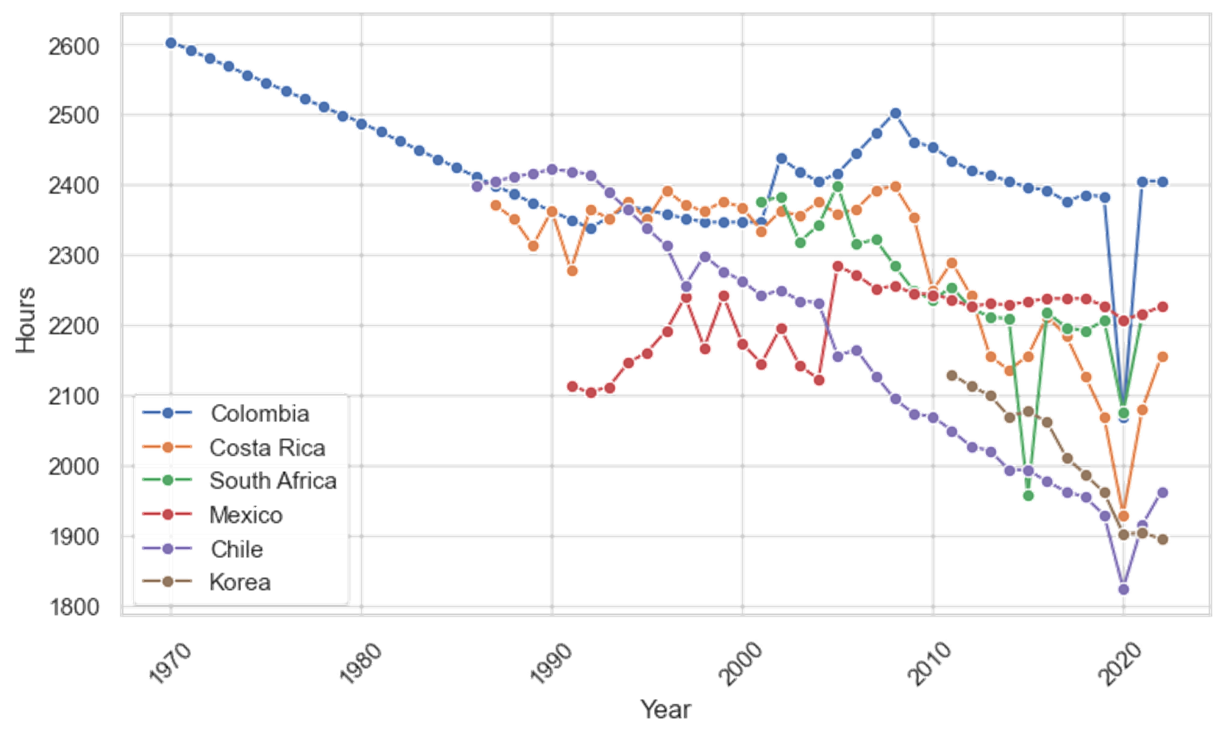 2600
2500
2400
2300
2200
2100
2000
1900
1800
Hours
Colombia
Costa Rica
South Africa
Mexico
Chile
Korea
1970
1980
1990
2000
2010
2020
Year